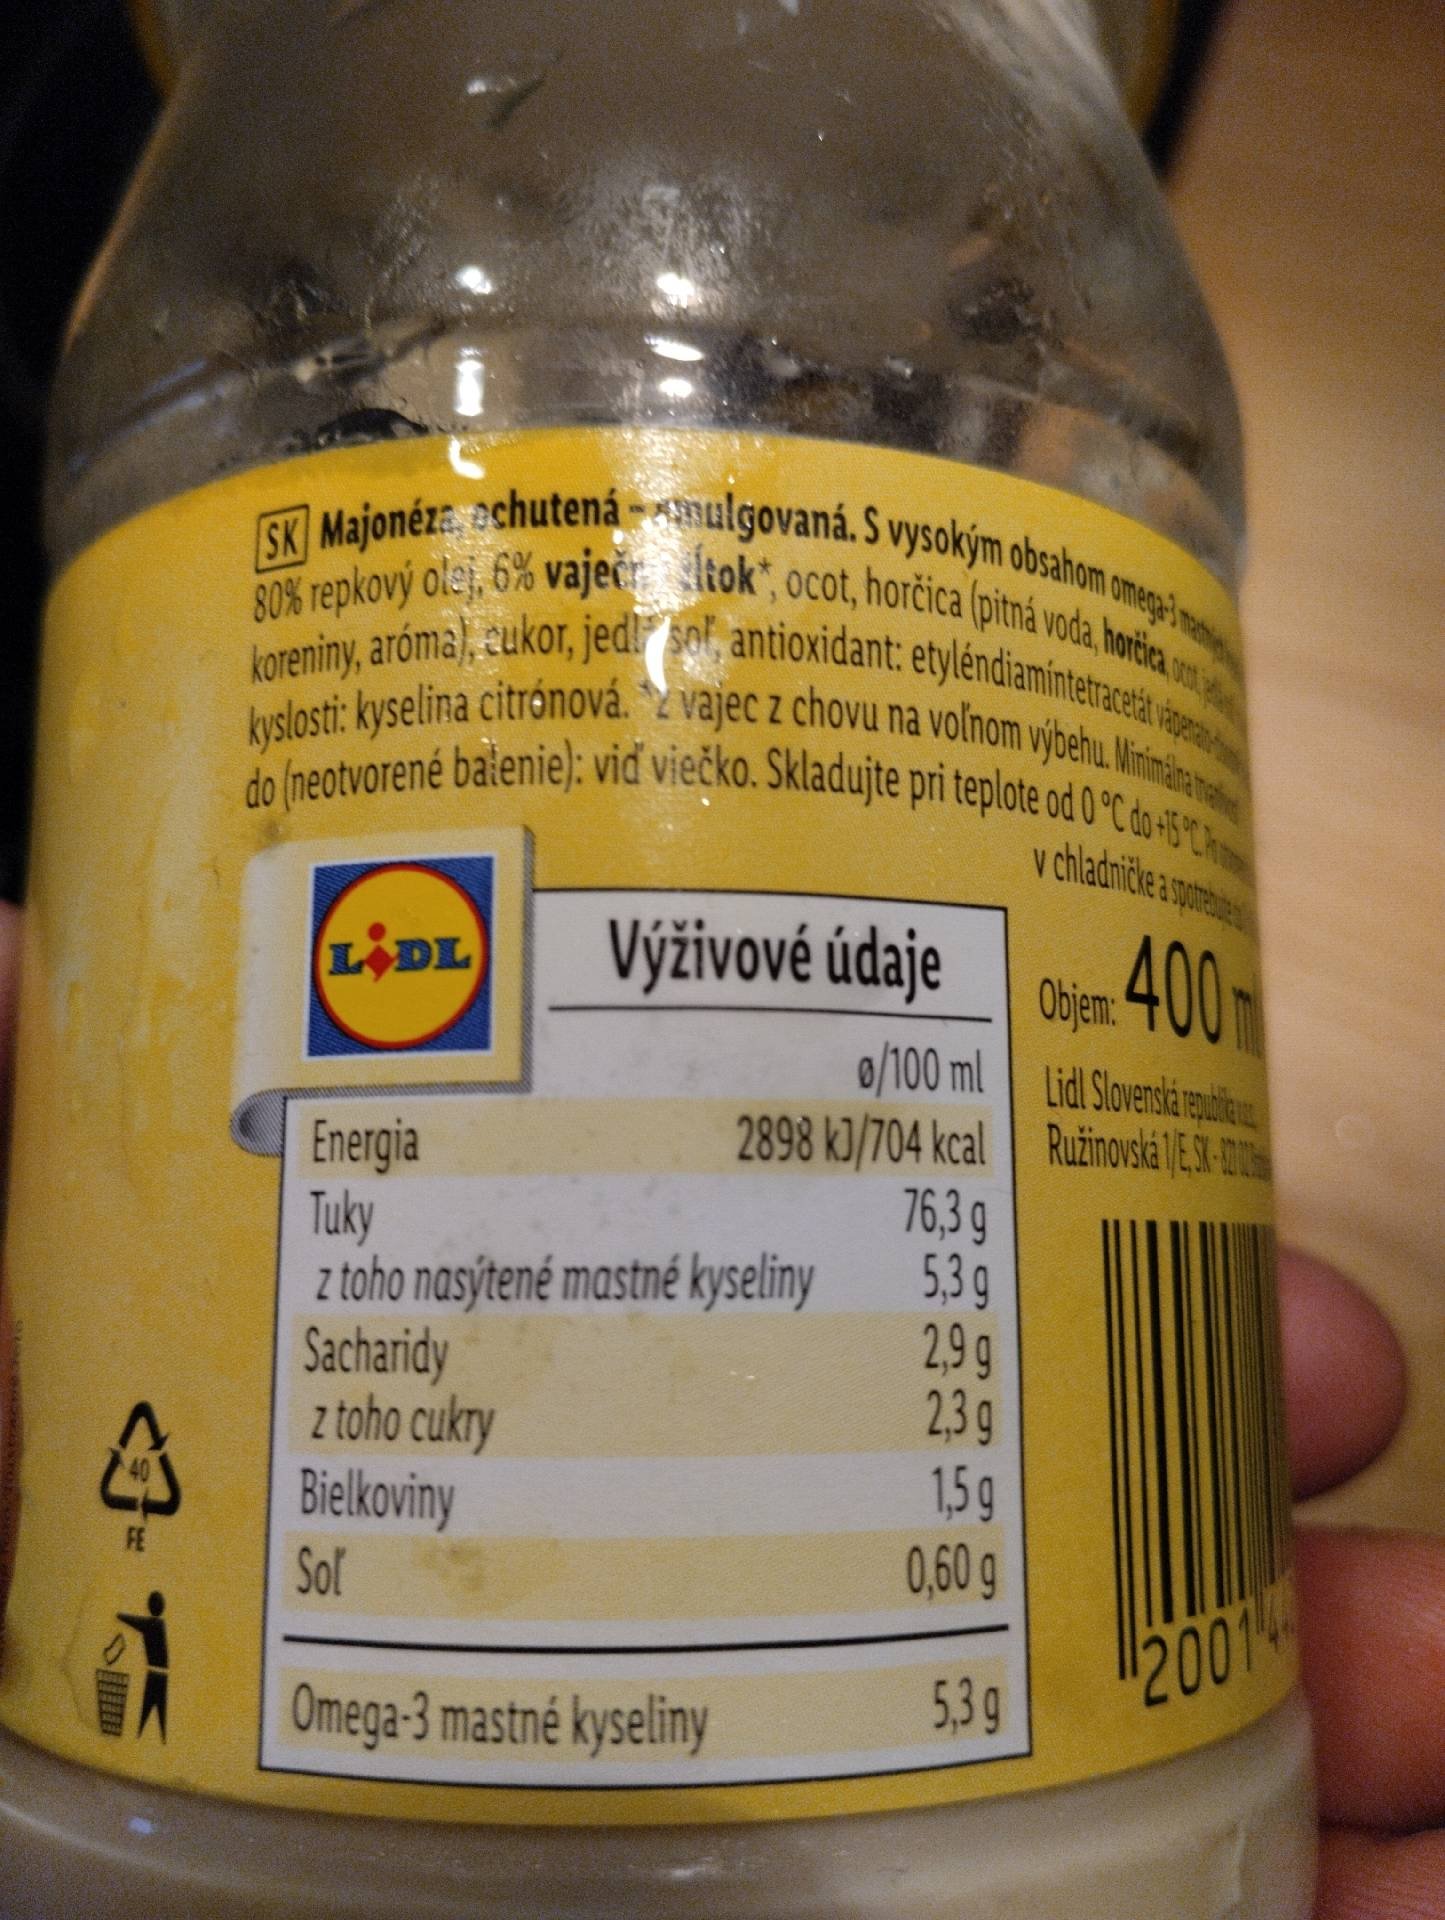 SK Majonéza, ochutená - emulgovaná. S vysokým obsahom omega-3
80% repkový olej, 6% vaječný žĺtok*, ocot, horčica (pitná voda, horčica, ocot,
koreniny, aróma), cukor, jedlá soľ, antioxidant: etyléndiamíntetracetát
kyslosti: kyselina citrónová. *z vajec z chovu na voľnom výbehu. Minimálna
do (neotvorené balenie): viď viečko. Skladujte pri teplote od 0 °C do +15 °C.
v chladničke a spotrebujte
LIDL
Výživové údaje
ø/100 ml
Energia 2898 kJ/704 kcal
Tuky 76,3 g
z toho nasýtené mastné kyseliny 5,3 g
Sacharidy 2,9 g
z toho cukry 2,3 g
Bielkoviny 1,5 g
Soľ 0,60 g
Omega-3 mastné kyseliny 5,3 g
Objem: 400 ml
Lidl Slovenská republika
Ružinovská 1/E, SK - 821 02
2001
40
FE